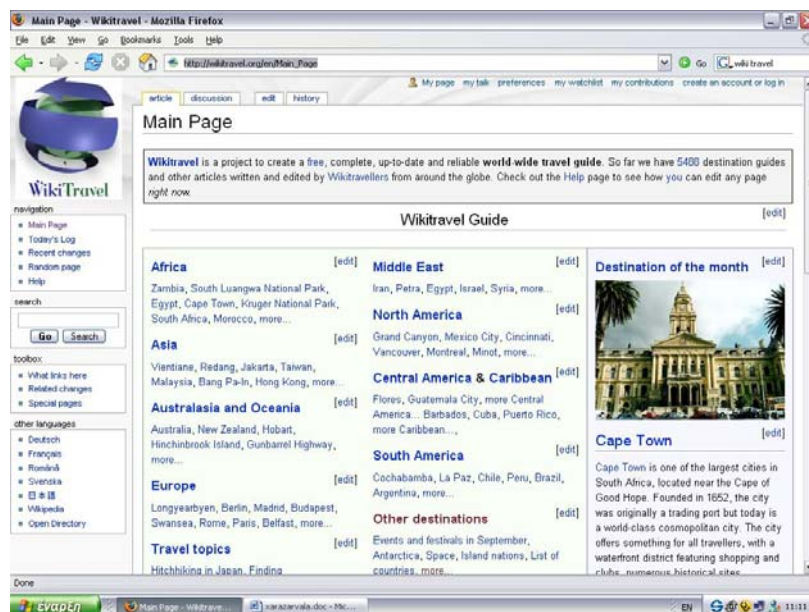 Main Page - Wikitravel - Mozilla Firefox
File Edit View Go Bookmarks Tools Help
http://wikitravel.org/en/Main_Page Go wiki travel
My page my talk preferences my watchlist my contributions create an account or log in
article discussion edit history
Main Page
Wikitravel is a project to create a free, complete, up-to-date and reliable world-wide travel guide. So far we have 5488 destination guides
and other articles written and edited by Wikitravellers from around the globe. Check out the Help page to see how you can edit any page
right now.
Wikitravel Guide [edit]
WikiTravel
navigation
Main Page
Today's Log
Recent changes
Random page
Help
search
Go Search
toolbox
What links here
Related changes
Special pages
other languages
Deutsch
Français
Română
Svenska
日本語
Wikipedia
Open Directory
Africa [edit]
Zambia, South Luangwa National Park,
Egypt, Cape Town, Kruger National Park,
South Africa, Morocco, more...
Asia [edit]
Vientiane, Redang, Jakarta, Taiwan,
Malaysia, Bang Pa-In, Hong Kong, more...
Australasia and Oceania [edit]
Australia, New Zealand, Hobart,
Hinchinbrook Island, Gunbarrel Highway,
more...
Europe [edit]
Longyearbyen, Berlin, Madrid, Budapest,
Swansea, Rome, Paris, Belfast, more...
Travel topics [edit]
Hitchhiking in Japan, Finding
Middle East [edit]
Iran, Petra, Egypt, Israel, Syria, more...
North America [edit]
Grand Canyon, Mexico City, Cincinnati,
Vancouver, Montreal, Minot, more...
Central America & Caribbean [edit]
Flores, Guatemala City, more Central
America... Barbados, Cuba, Puerto Rico,
more Caribbean...,
South America [edit]
Cochabamba, La Paz, Chile, Peru, Brazil,
Argentina, more...
Other destinations [edit]
Events and festivals in September,
Antarctica, Space, Island nations, List of
countries, more...
Destination of the month [edit]
Cape Town [edit]
Cape Town is one of the largest cities in
South Africa, located near the Cape of
Good Hope. Founded in 1652, the city
was originally a trading port but today is
a world-class cosmopolitan city. The city
offers something for all travellers, with a
waterfront district featuring shopping and
clubs, numerous historical sites
Done
έναρξη Main Page - Wikitrave... xarazarvala.doc - Mic... EN 11:11